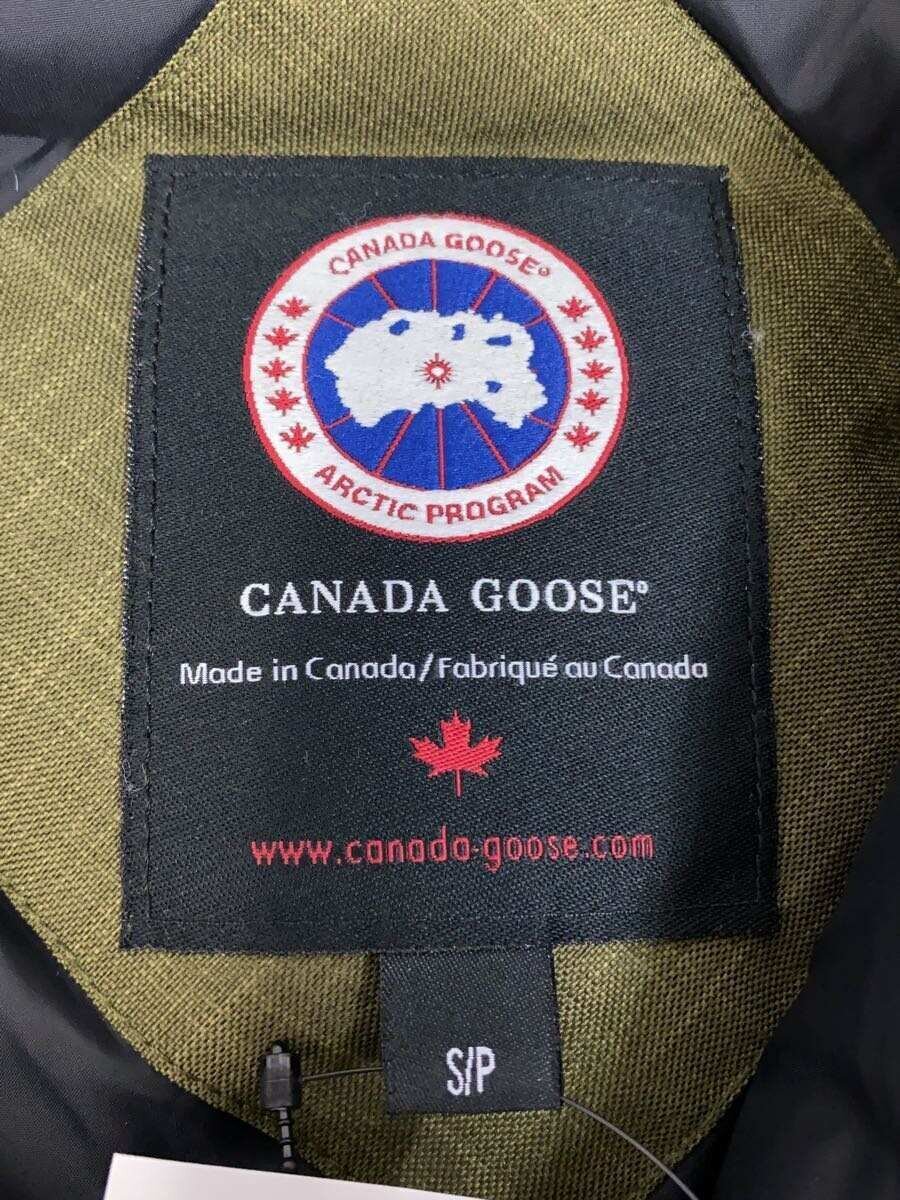 CANADA GOOSE®
ARCTIC PROGRAM
CANADA GOOSE®
Made in Canada/Fabriqué au Canada
www.canada-goose.com
S/P